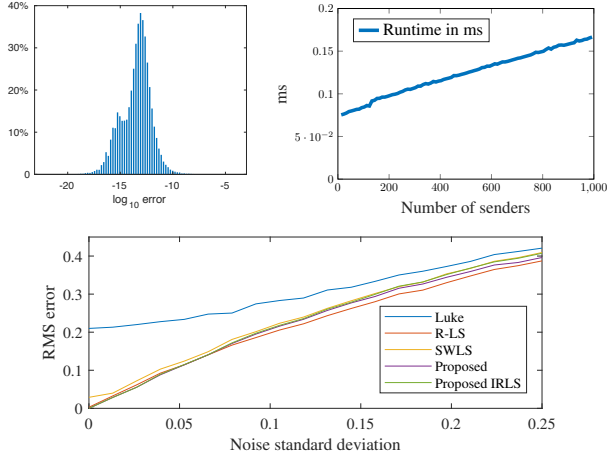 40%
30%
20%
10%
0
-20
-15
-10
-5
log10 error
0.2
0.15
0.1
5 · 10−2
0
200
400
600
800
1,000
Runtime in ms
ms
Number of senders
0.4
0.3
0.2
0.1
0
0
0.05
0.1
0.15
0.2
0.25
RMS error
Luke
R-LS
SWLS
Proposed
Proposed IRLS
Noise standard deviation